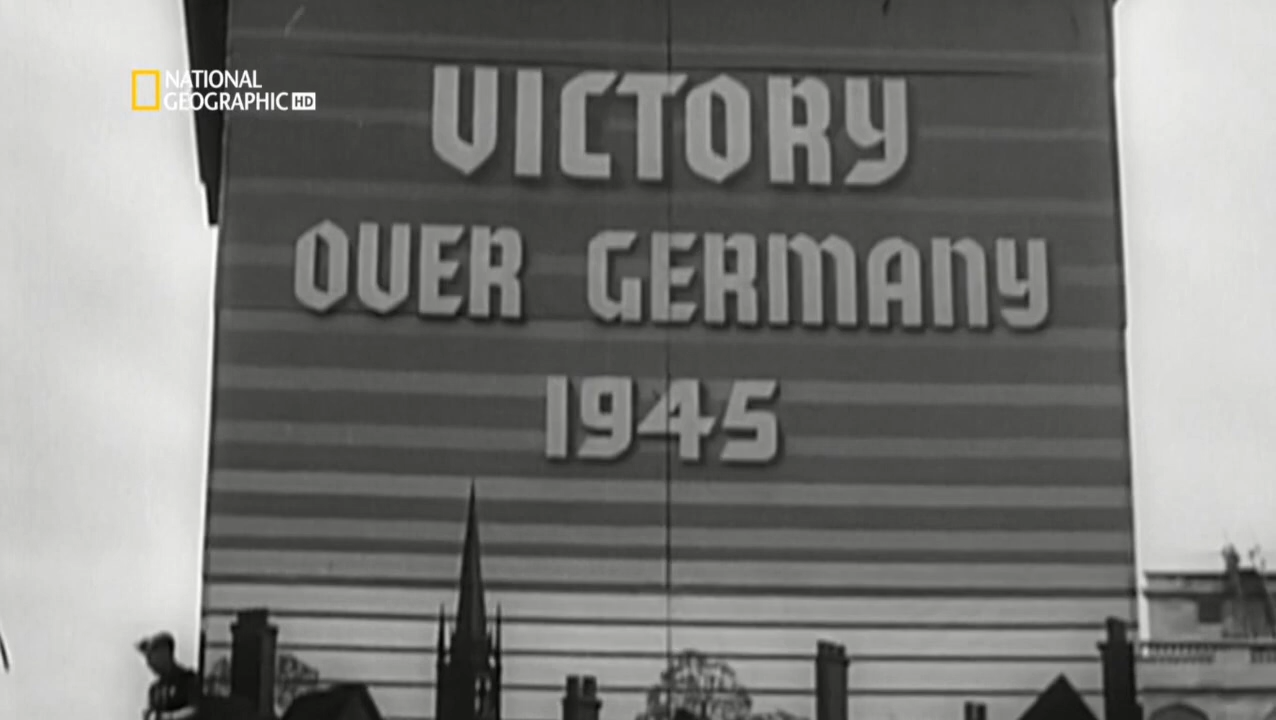 NATIONAL
GEOGRAPHIC HD
VICTORY
OVER GERMANY
1945